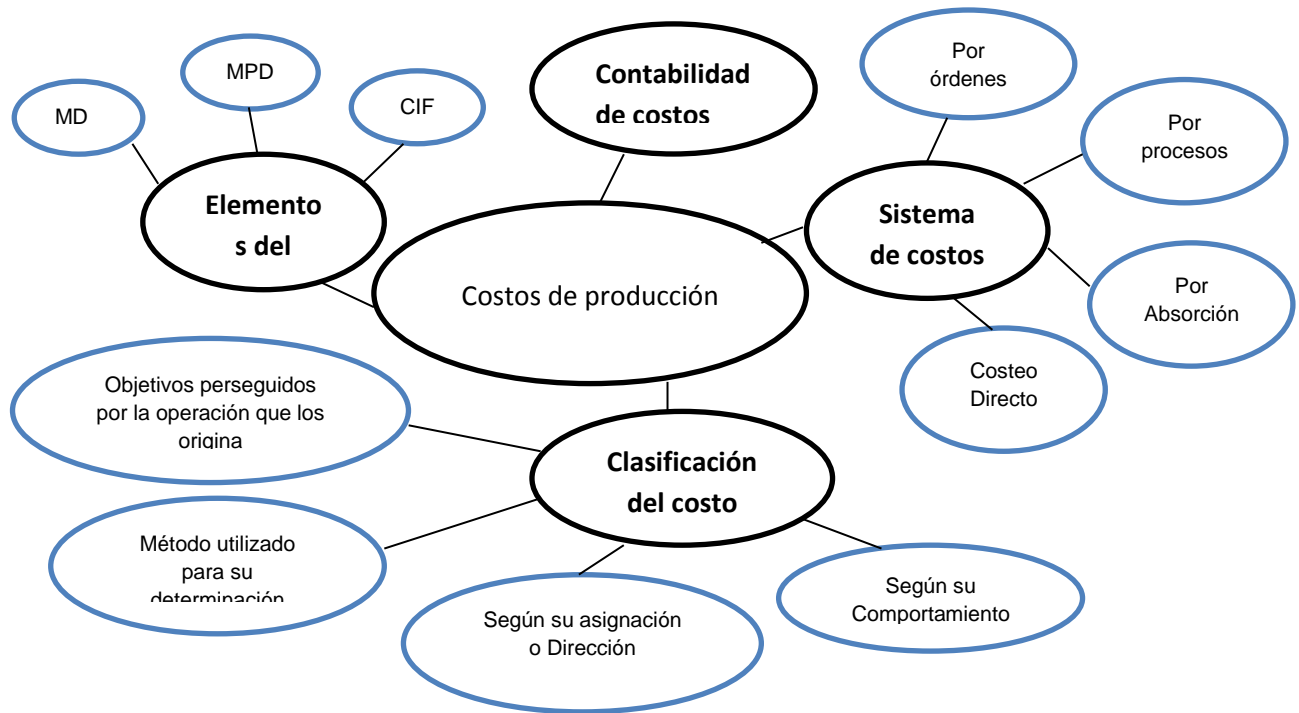 MPD
MD
CIF
Contabilidad
de costos
Por
órdenes
Por
procesos
Elemento
s del
Sistema
de costos
Costos de producción
Por
Absorción
Costeo
Directo
Objetivos perseguidos
por la operación que los
origina
Clasificación
del costo
Método utilizado
para su
determinación
Según su asignación
o Dirección
Según su
Comportamiento